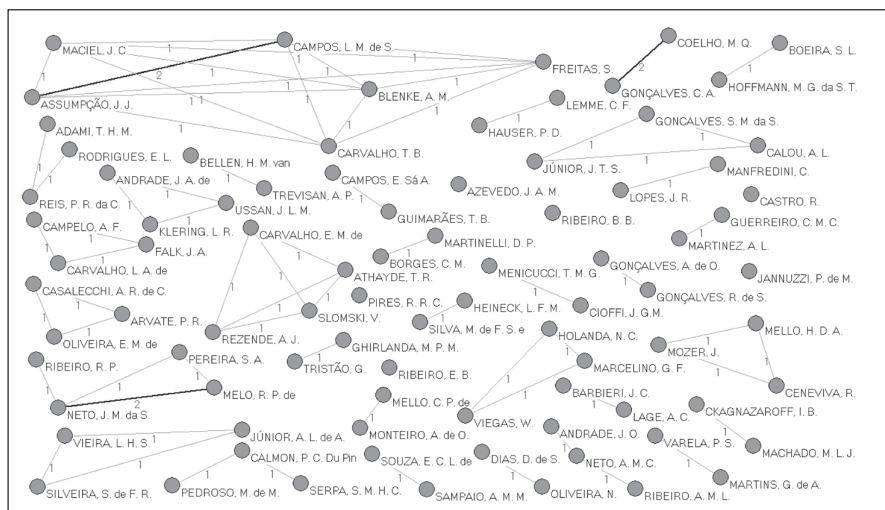 MACIEL, J. C.
CAMPOS, L. M. de S.
COELHO, M. Q.
BOEIRA, S. L.
FREITAS, S.
GONÇALVES, C. A.
HOFFMANN, M. G. da S. T.
BLENKE, A. M.
ASSUMPÇÃO, J. J.
LEMME, C. F.
HAUSER, P. D.
GONCALVES, S. M. da S.
ADAMI, T. H. M.
CARVALHO, T. B.
CALOU, A. L.
RODRIGUES, E. L.
BELLEN, H. M. van
JÚNIOR, J. T. S.
MANFREDINI, C.
ANDRADE, J. A. de
CAMPOS, E. Sá A.
AZEVEDO, J. A. M.
REIS, P. R. da C.
TREVISAN, A. P.
LOPES, J. R.
CASTRO, R.
USSAN, J. L. M.
GUIMARÃES, T. B.
RIBEIRO, B. B.
GUERREIRO, C. M. C.
CAMPELO, A. F.
KLERING, L. R.
CARVALHO, E. M. de
MARTINELLI, D. P.
MARTINEZ, A. L.
FALK, J. A.
BORGES, C. M.
GONÇALVES, A. de O.
CARVALHO, L. A. de
ATHAYDE, T. R.
MENICUCCI, T. M. G.
JANNUZZI, P. de M.
CASALECCHI, A. R. de C.
PIRES, R. R. C.
HEINECK, L. F. M.
CIOFFI, J.G.M.
GONÇALVES, R. de S.
ARVATE, P. R.
SLOMSKI, V.
SILVA, M. de F. S. e
HOLANDA, N. C.
MELLO, H. D. A.
OLIVEIRA, E. M. de
REZENDE, A. J.
GHIRLANDA, M. P. M.
MOZER, J.
RIBEIRO, R. P.
PEREIRA, S. A.
TRISTÃO, G.
RIBEIRO, E. B.
MARCELINO, G. F.
MELO, R. P. de
MELLO, C. P. de
BARBIERI, J. C.
CENEVIVA, R.
NETO, J. M. da S.
VIEGAS, W.
LAGE, A. C.
CKAGNAZAROFF, I. B.
VIEIRA, L. H. S.
JÚNIOR, A. L. de A.
MONTEIRO, A. de O.
ANDRADE, J. O.
VARELA, P. S.
MACHADO, M. L. J.
CALMON, P. C. Du Pin
SOUZA, E. C. L. de
DIAS, D. de S.
NETO, A. M. C.
SILVEIRA, S. de F. R.
PEDROSO, M. de M.
SERPA, S. M. H. C.
SAMPAIO, A. M. M.
OLIVEIRA, N.
RIBEIRO, A. M. L.
MARTINS, G. de A.